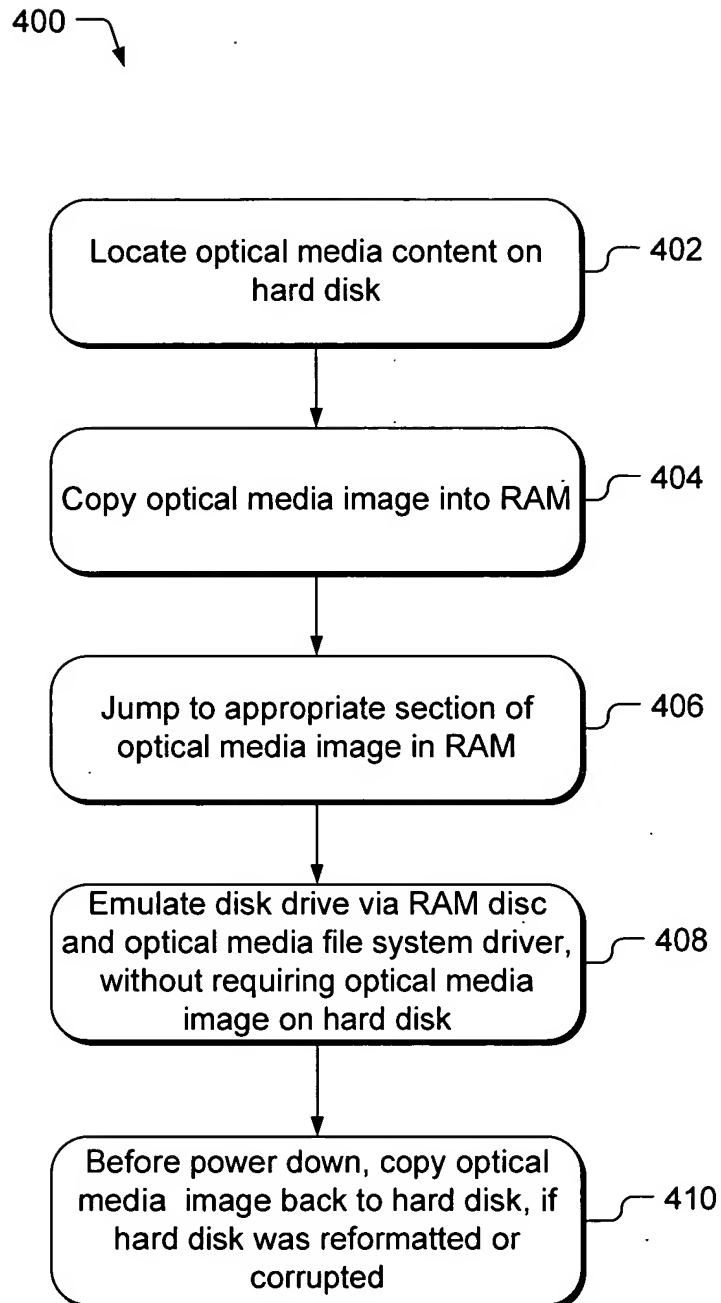 400
Locate optical media content on
hard disk
402
Copy optical media image into RAM
404
Jump to appropriate section of
optical media image in RAM
406
Emulate disk drive via RAM disc
and optical media file system driver,
without requiring optical media
image on hard disk
408
Before power down, copy optical
media image back to hard disk, if
hard disk was reformatted or
corrupted
410